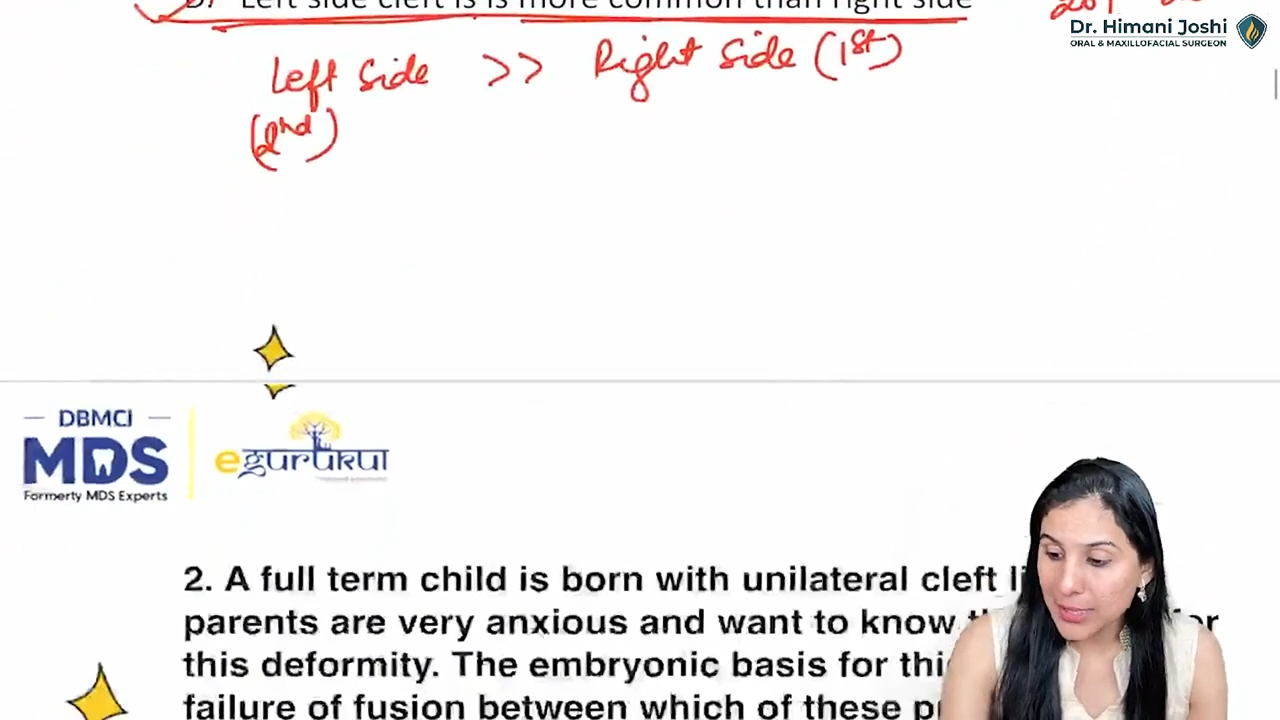 Left side cleft is is more common than right side
Dr. Himani Joshi
ORAL & MAXILLOFACIAL SURGEON
Left Side >> Right Side (1st)
(2nd)
DBMCI
MDS
Formerly MDS Experts
egurukul
2. A full term child is born with unilateral cleft
parents are very anxious and want to know
this deformity. The embryonic basis for
failure of fusion between which of these